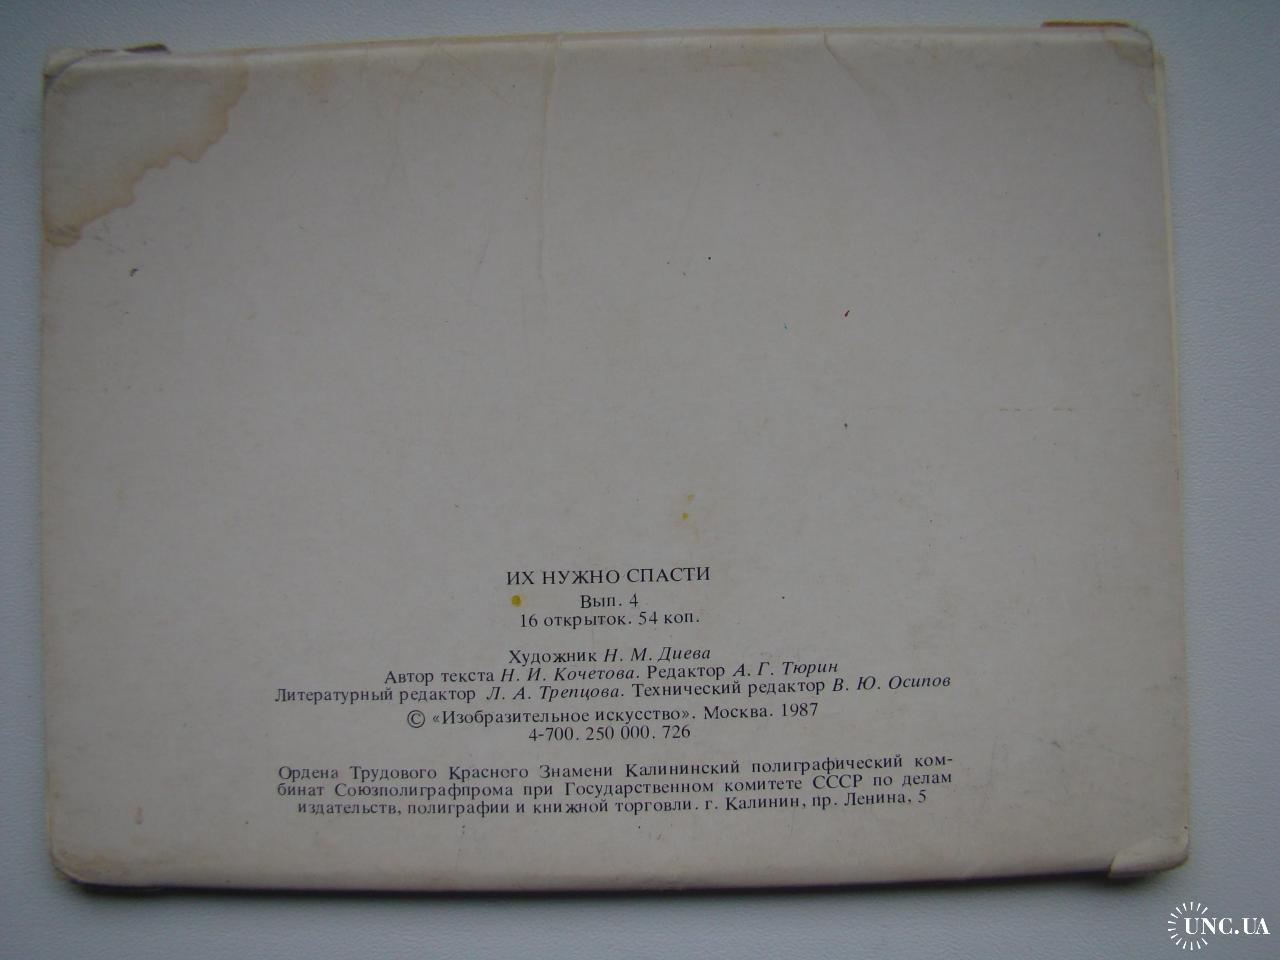 ИХ НУЖНО СПАСТИ
Вып. 4
16 открыток. 54 коп.
Художник Н. М. Диева
Автор текста Н. И. Кочетова. Редактор А. Г. Тюрин
Литературный редактор Л. А. Трепцова. Технический редактор В. Ю. Осипов
© «Изобразительное искусство». Москва. 1987
4-700. 250 000. 726
Ордена Трудового Красного Знамени Калининский полиграфический ком-
бинат Союзполиграфпрома при Государственном комитете СССР по делам
издательств, полиграфии и книжной торговли. г. Калинин, пр. Ленина, 5
UNC.UA